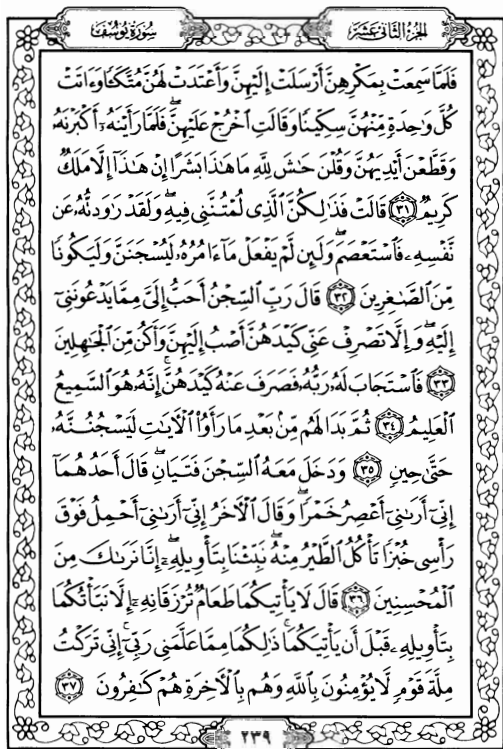 الجزء الثاني عشر
سورة يوسف
فَلَمَّا سَمِعَتْ بِمَكْرِهِنَّ أَرْسَلَتْ إِلَيْهِنَّ وَأَعْتَدَتْ لَهُنَّ مُتَّكَـًٔا وَءَاتَتْ
كُلَّ وَٰحِدَةٍ مِّنْهُنَّ سِكِّينًا وَقَالَتِ ٱخْرُجْ عَلَيْهِنَّ ۖ فَلَمَّا رَأَيْنَهُۥٓ أَكْبَرْنَهُۥ
وَقَطَّعْنَ أَيْدِيَهُنَّ وَقُلْنَ حَٰشَ لِلَّهِ مَا هَٰذَا بَشَرًا إِنْ هَٰذَآ إِلَّا مَلَكٌ
كَرِيمٌ ٣١ قَالَتْ فَذَٰلِكُنَّ ٱلَّذِى لُمْتُنَّنِى فِيهِ ۖ وَلَقَدْ رَٰوَدتُّهُۥ عَن
نَّفْسِهِۦ فَٱسْتَعْصَمَ ۖ وَلَئِن لَّمْ يَفْعَلْ مَآ ءَامُرُهُۥ لَيُسْجَنَنَّ وَلَيَكُونًا
مِّنَ ٱلصَّٰغِرِينَ ٣٢ قَالَ رَبِّ ٱلسِّجْنُ أَحَبُّ إِلَىَّ مِمَّا يَدْعُونَنِىٓ
إِلَيْهِ ۖ وَإِلَّا تَصْرِفْ عَنِّى كَيْدَهُنَّ أَصْبُ إِلَيْهِنَّ وَأَكُن مِّنَ ٱلْجَٰهِلِينَ
٣٣ فَٱسْتَجَابَ لَهُۥ رَبُّهُۥ فَصَرَفَ عَنْهُ كَيْدَهُنَّ ۚ إِنَّهُۥ هُوَ ٱلسَّمِيعُ
ٱلْعَلِيمُ ٣٤ ثُمَّ بَدَا لَهُم مِّنۢ بَعْدِ مَا رَأَوُا۟ ٱلْءَايَٰتِ لَيَسْجُنُنَّهُۥ
حَتَّىٰ حِينٍ ٣٥ وَدَخَلَ مَعَهُ ٱلسِّجْنَ فَتَيَانِ ۖ قَالَ أَحَدُهُمَآ
إِنِّىٓ أَرَىٰنِىٓ أَعْصِرُ خَمْرًا ۖ وَقَالَ ٱلْءَاخَرُ إِنِّىٓ أَرَىٰنِىٓ أَحْمِلُ فَوْقَ
رَأْسِى خُبْزًا تَأْكُلُ ٱلطَّيْرُ مِنْهُ ۖ نَبِّئْنَا بِتَأْوِيلِهِۦٓ ۖ إِنَّا نَرَىٰكَ مِنَ
ٱلْمُحْسِنِينَ ٣٦ قَالَ لَا يَأْتِيكُمَا طَعَامٌ تُرْزَقَانِهِۦٓ إِلَّا نَبَّأْتُكُمَا
بِتَأْوِيلِهِۦ قَبْلَ أَن يَأْتِيَكُمَا ۚ ذَٰلِكُمَا مِمَّا عَلَّمَنِى رَبِّىٓ ۚ إِنِّى تَرَكْتُ
مِلَّةَ قَوْمٍ لَّا يُؤْمِنُونَ بِٱللَّهِ وَهُم بِٱلْءَاخِرَةِ هُمْ كَٰفِرُونَ ٣٧
٢٣٩